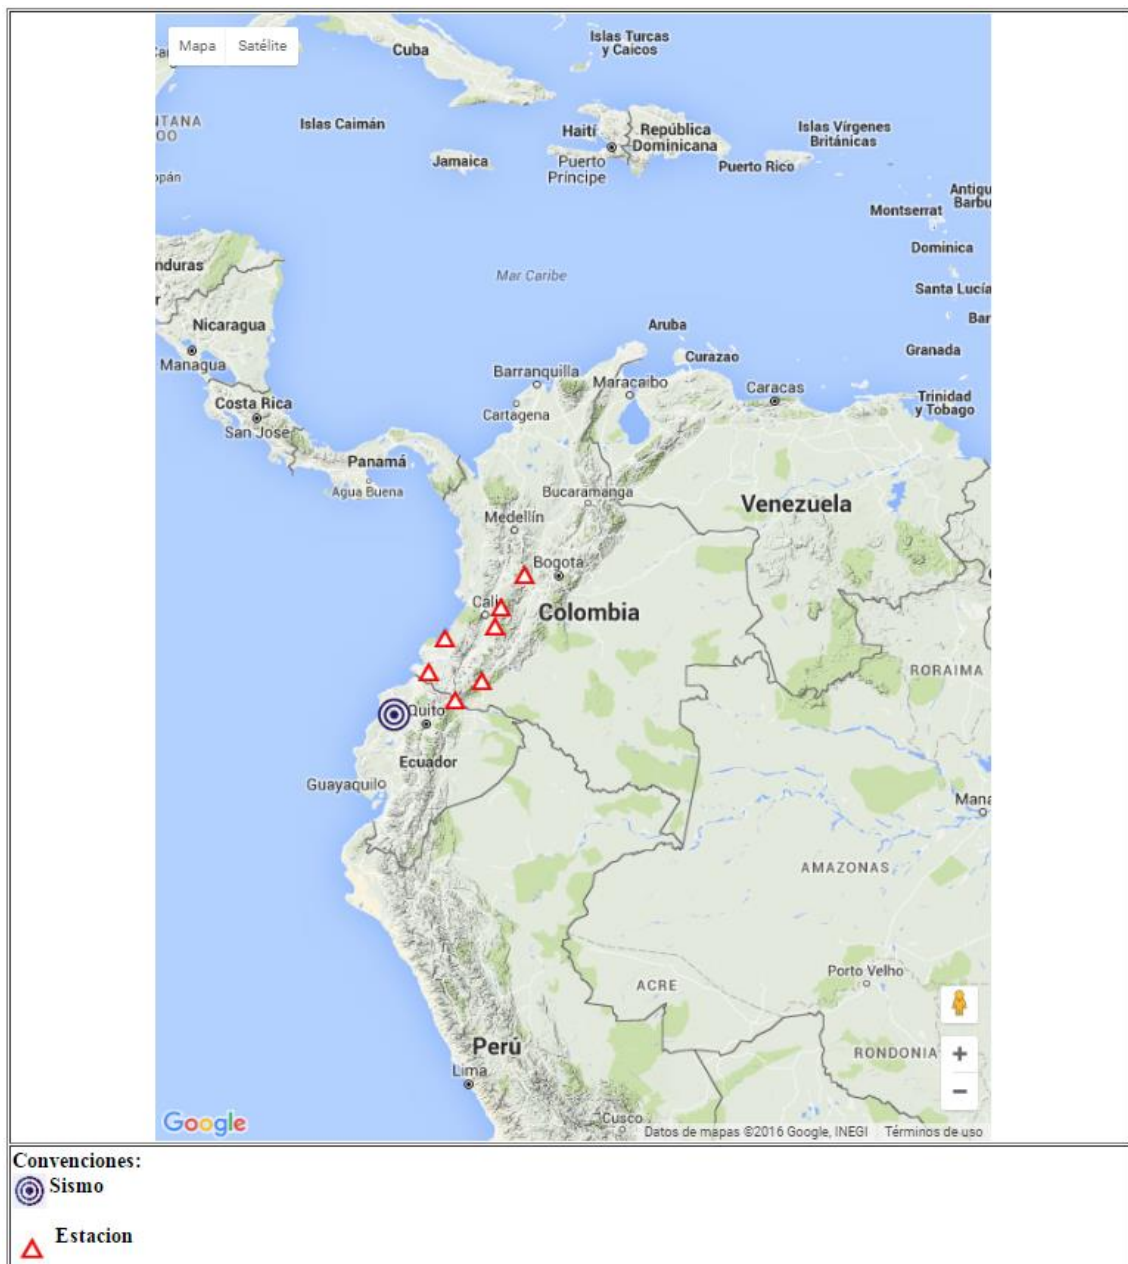 Mapa
Satélite
Cuba
Islas Turcas
y Caicos
Islas Caimán
Haití
República
Dominicana
Islas Vírgenes
Británicas
Jamaica
Puerto
Príncipe
Puerto Rico
Montserrat
Dominica
Mar Caribe
Santa Lucía
Nicaragua
Managua
Aruba
Curazao
Granada
Barranquilla
Maracaibo
Caracas
Trinidad
y Tobago
Costa Rica
San Jose
Cartagena
Panamá
Agua Buena
Bucaramanga
Venezuela
Medellín
Bogota
Cali
Colombia
RORAIMA
Quito
Ecuador
Guayaquil
AMAZONAS
Porto Velho
ACRE
Perú
RONDONIA
Lima
Cusco
Google
Datos de mapas ©2016 Google, INEGI
Términos de uso
Convenciones:
Sismo
Estacion